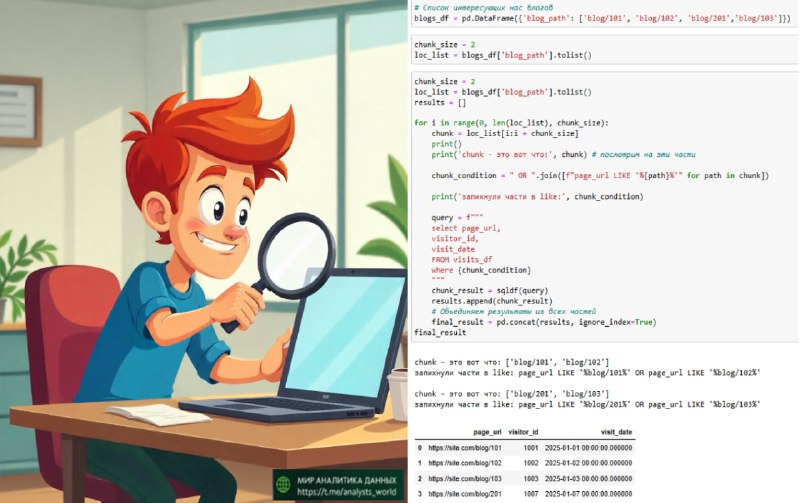 # Список интересующих нас блогов
blogs_df = pd.DataFrame({'blog_path': ['blog/101', 'blog/102', 'blog/201','blog/103']})
chunk_size = 2
loc_list = blogs_df['blog_path'].tolist()
chunk_size = 2
loc_list = blogs_df['blog_path'].tolist()
results = []
for i in range(0, len(loc_list), chunk_size):
chunk = loc_list[i:i + chunk_size]
print()
print('chunk - это вот что:', chunk) # посмотрим на эти части
chunk_condition = " OR ".join([f"page_url LIKE '%{path}%'" for path in chunk])
print('запихнули части в like:', chunk_condition)
query = f"""
select page_url,
visitor_id,
visit_date
FROM visits_df
where {chunk_condition}
"""
chunk_result = sqldf(query)
results.append(chunk_result)
# Объединяем результаты из всех частей
final_result = pd.concat(results, ignore_index=True)
final_result
chunk - это вот что: ['blog/101', 'blog/102']
запихнули части в like: page_url LIKE '%blog/101%' OR page_url LIKE '%blog/102%'
chunk - это вот что: ['blog/201', 'blog/103']
запихнули части в like: page_url LIKE '%blog/201%' OR page_url LIKE '%blog/103%'
page_url visitor_id visit_date
0 https://site.com/blog/101 1001 2025-01-01 00:00:00.000000
1 https://site.com/blog/102 1002 2025-01-02 00:00:00.000000
2 https://site.com/blog/103 1003 2025-01-03 00:00:00.000000
3 https://site.com/blog/201 1007 2025-01-07 00:00:00.000000
МИР АНАЛИТИКА ДАННЫХ
https://t.me/analysts_world